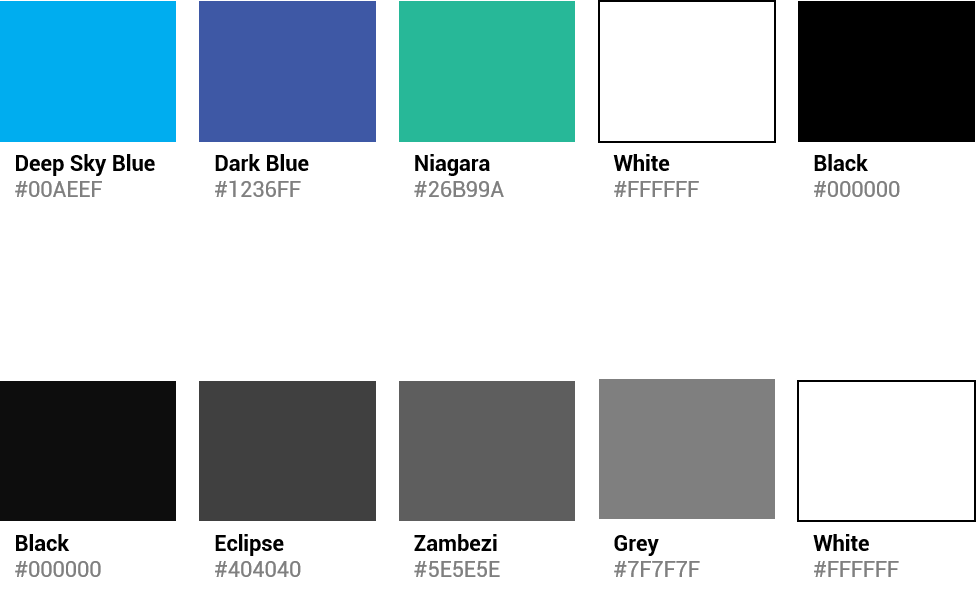 Deep Sky Blue
#00AEEF
Dark Blue
#1236FF
Niagara
#26B99A
White
#FFFFFF
Black
#000000
Black
#000000
Eclipse
#404040
Zambezi
#5E5E5E
Grey
#7F7F7F
White
#FFFFFF